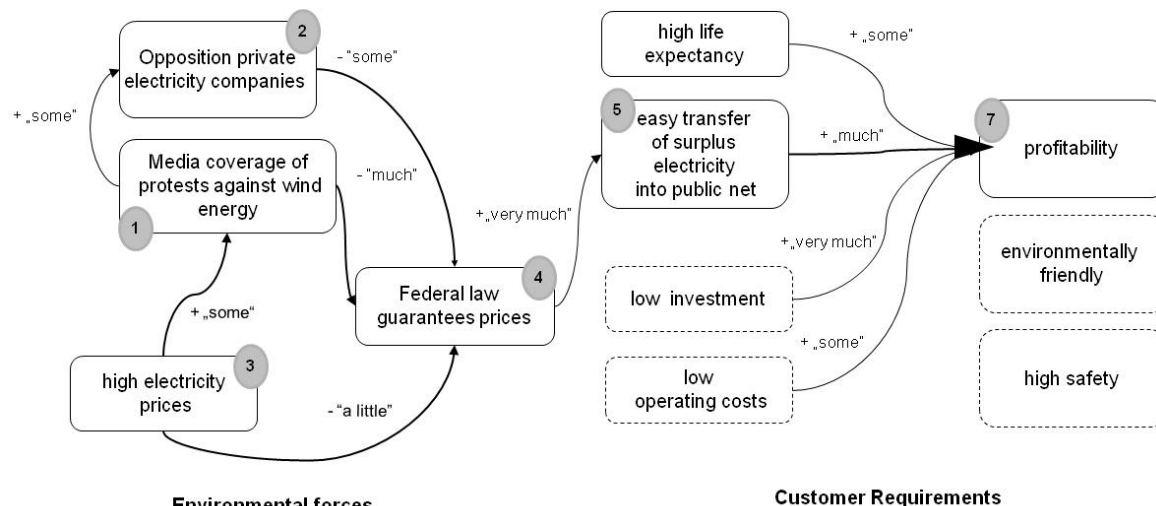 2
Opposition private
electricity companies
- "some"
+ „some"
Media coverage of
protests against wind
energy
1
- "much"
+ „some“
3
high electricity
prices
- “a little”
4
Federal law
guarantees prices
+„very much"
high life
expectancy
+ „some"
5
easy transfer
of surplus
electricity
into public net
+ „much"
7
profitability
+„very much"
low investment
environmentally
friendly
+ „some"
low
operating costs
high safety
Environmental forces
Customer Requirements